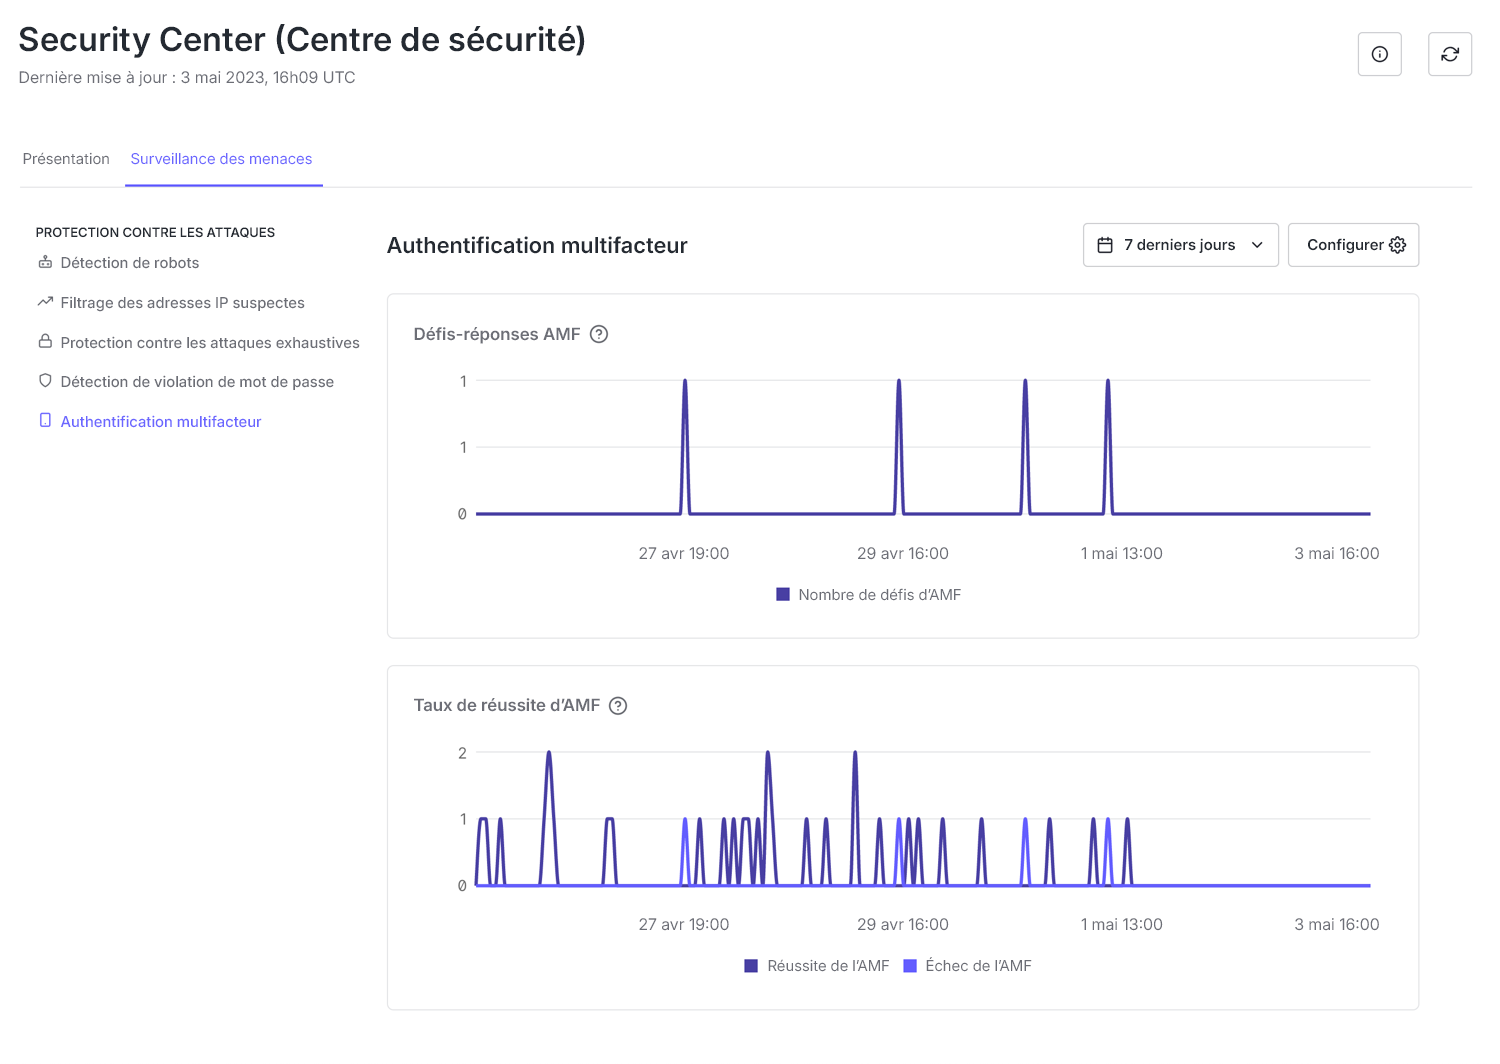 Security Center (Centre de sécurité)
Dernière mise à jour : 3 mai 2023, 16h09 UTC
Présentation
Surveillance des menaces
PROTECTION CONTRE LES ATTAQUES
Détection de robots
Filtrage des adresses IP suspectes
Protection contre les attaques exhaustives
Détection de violation de mot de passe
Authentification multifacteur
Authentification multifacteur
7 derniers jours
Configurer
Défis-réponses AMF
1
1
0
27 avr 19:00
29 avr 16:00
1 mai 13:00
3 mai 16:00
Nombre de défis d’AMF
Taux de réussite d’AMF
2
1
0
27 avr 19:00
29 avr 16:00
1 mai 13:00
3 mai 16:00
Réussite de l’AMF
Échec de l’AMF